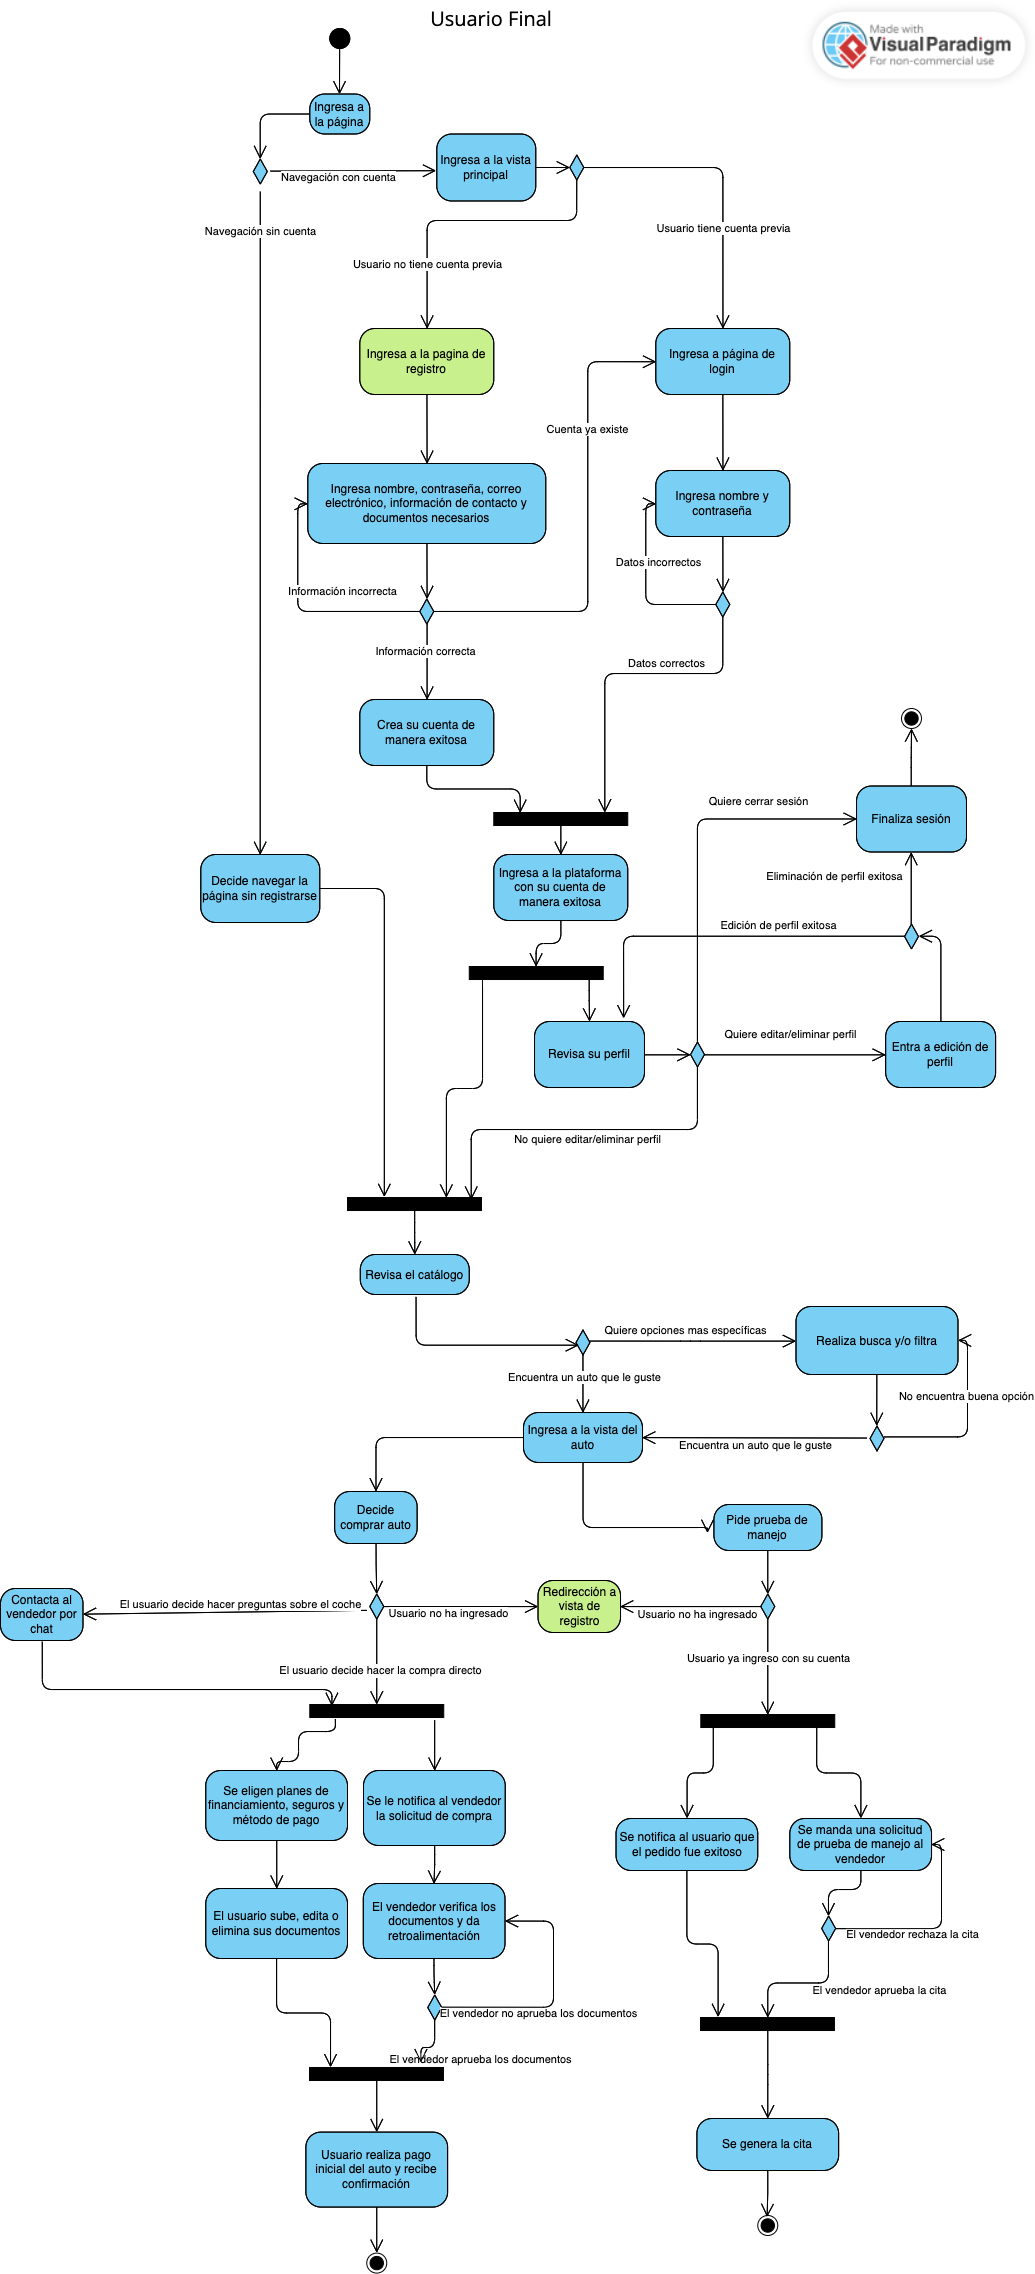 Usuario Final
Made with
VisualParadigm
For non-commercial use
Ingresa a
la página
Ingresa a la vista
principal
Navegación con cuenta
Navegación sin cuenta
Usuario tiene cuenta previa
Usuario no tiene cuenta previa
Ingresa a la pagina de
registro
Ingresa a página de
login
Cuenta ya existe
Ingresa nombre, contraseña, correo
electrónico, información de contacto y
documentos necesarios
Ingresa nombre y
contraseña
Datos incorrectos
Información incorrecta
Información correcta
Datos correctos
Crea su cuenta de
manera exitosa
Quiere cerrar sesión
Finaliza sesión
Decide navegar la
página sin registrarse
Ingresa a la plataforma
con su cuenta de
manera exitosa
Eliminación de perfil exitosa
Edición de perfil exitosa
Revisa su perfil
Quiere editar/eliminar perfil
Entra a edición de
perfil
No quiere editar/eliminar perfil
Revisa el catálogo
Quiere opciones mas específicas
Realiza busca y/o filtra
Encuentra un auto que le guste
No encuentra buena opción
Ingresa a la vista del
auto
Encuentra un auto que le guste
Decide
comprar auto
Pide prueba de
manejo
Contacta al
vendedor por
chat
El usuario decide hacer preguntas sobre el coche
Usuario no ha ingresado
Redirección a
vista de
registro
Usuario no ha ingresado
El usuario decide hacer la compra directo
Usuario ya ingreso con su cuenta
Se eligen planes de
financiamiento, seguros y
método de pago
Se le notifica al vendedor
la solicitud de compra
Se notifica al usuario que
el pedido fue exitoso
Se manda una solicitud
de prueba de manejo al
vendedor
El usuario sube, edita o
elimina sus documentos
El vendedor verifica los
documentos y da
retroalimentación
El vendedor rechaza la cita
El vendedor aprueba la cita
El vendedor no aprueba los documentos
El vendedor aprueba los documentos
Se genera la cita
Usuario realiza pago
inicial del auto y recibe
confirmación